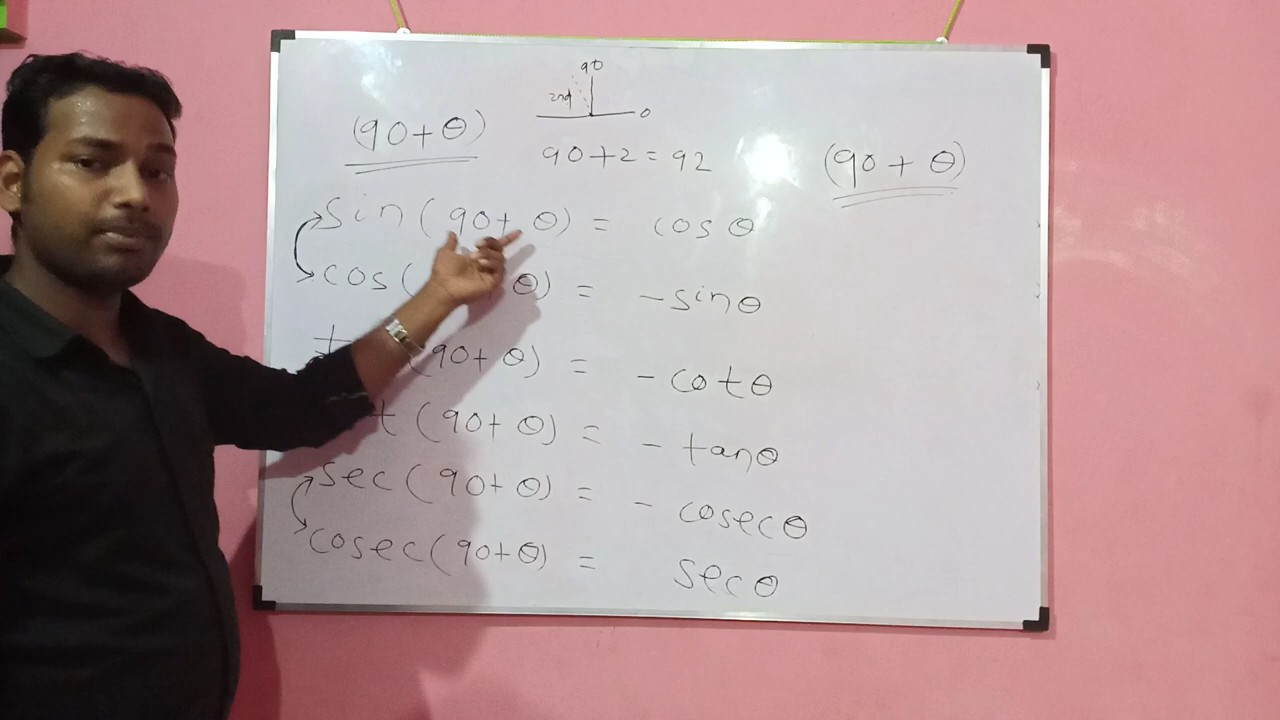 90
2nd
0
(90+θ)
90+2=92
(90+θ)
sin(90+θ) = cosθ
cos( + θ) = -sinθ
(90+θ) = -cotθ
t(90+θ) = -tanθ
sec(90+θ) = -cosecθ
cosec(90+θ) = secθ